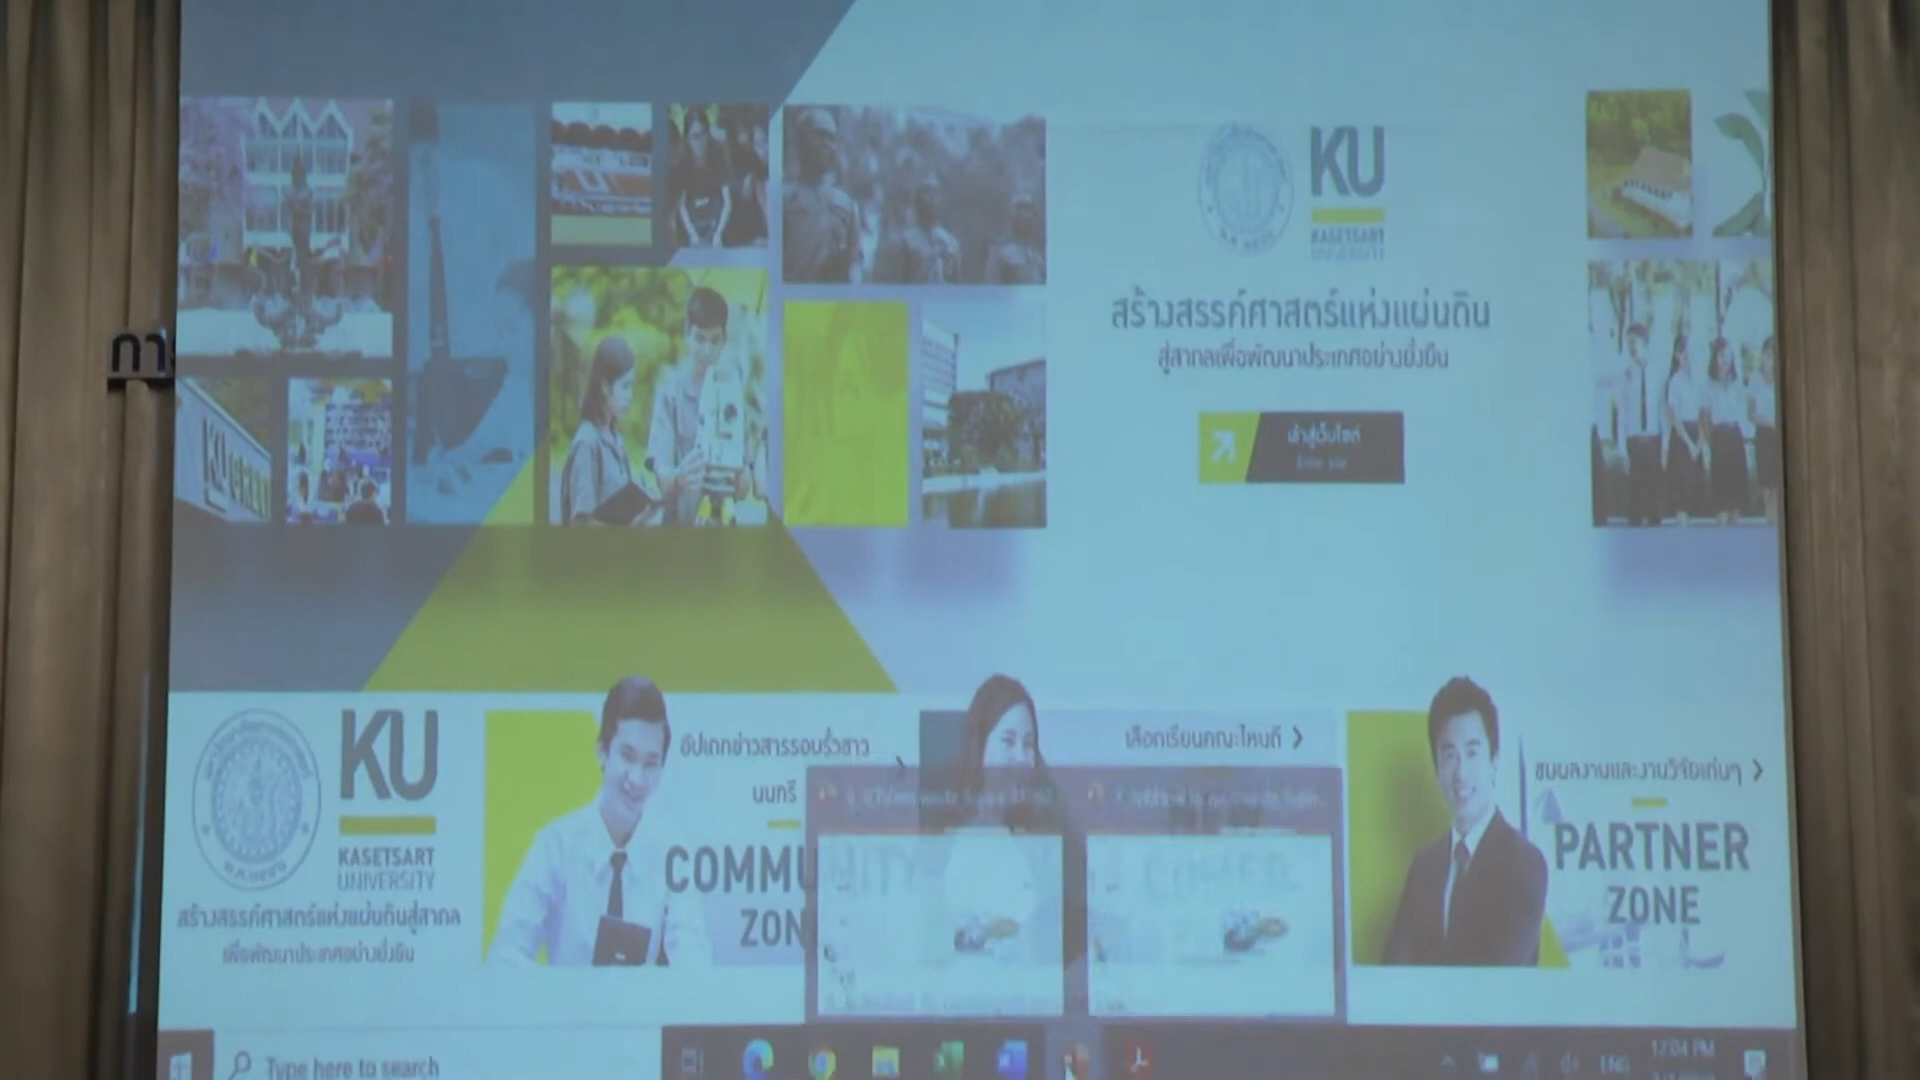 KU
KASETSART
UNIVERSITY
สร้างสรรค์ศาสตร์แห่งแผ่นดิน
สู่สากลเพื่อพัฒนาประเทศอย่างยั่งยืน
เข้าสู่เว็บไซต์
Enter site
กา
KU
KU
KASETSART
UNIVERSITY
สร้างสรรค์ศาสตร์แห่งแผ่นดินสู่สากล
เพื่อพัฒนาประเทศอย่างยั่งยืน
อัปเดทข่าวสารรอบรั้วชาว
นนทรี
COMMUNITY
ZON
เลือกเรียนคณะไหนดี
ชมผลงานและงานวิจัยเด่นๆ
PARTNER
ZONE
Type here to search
ENG
12:04 PM